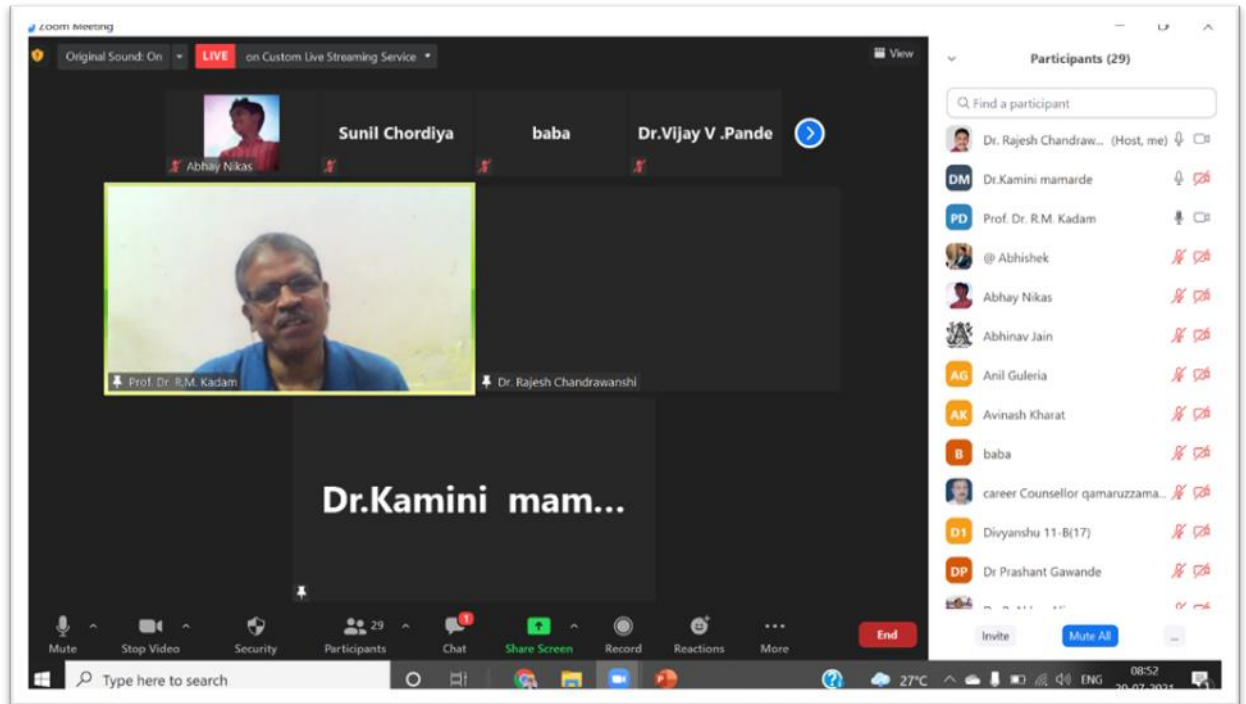 Zoom Meeting
Original Sound: On
LIVE on Custom Live Streaming Service
View
Abhay Nikas
Sunil Chordiya
baba
Dr.Vijay V .Pande
Prof. Dr. R.M. Kadam
Dr. Rajesh Chandrawanshi
Dr.Kamini mam...
Mute
Stop Video
Security
29
Participants
1
Chat
Share Screen
Record
Reactions
More
End
Participants (29)
Find a participant
Dr. Rajesh Chandraw... (Host, me)
DM Dr.Kamini mamarde
PD Prof. Dr. R.M. Kadam
@ Abhishek
Abhay Nikas
Abhinav Jain
AG Anil Guleria
AK Avinash Kharat
B baba
career Counsellor qamaruzzama...
D1 Divyanshu 11-B(17)
DP Dr Prashant Gawande
Invite
Mute All
...
Type here to search
27°C
ENG
08:52
20-07-2021